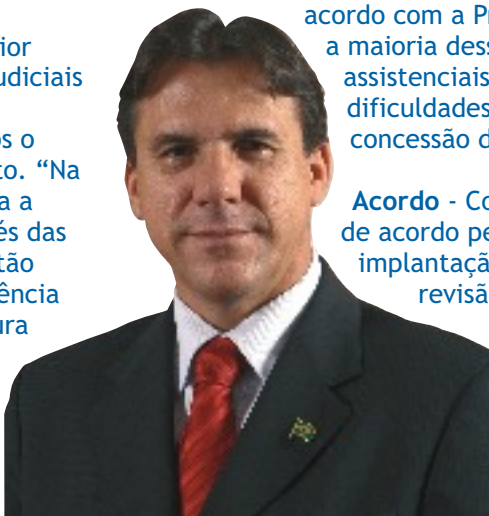 ior
udiciais
s o
to. “Na
a a
és das
tão
ência
ura
acordo com a Pr
a maioria dess
assistenciais
dificuldades
concessão d
Acordo - Co
de acordo pe
implantaçã
revisã